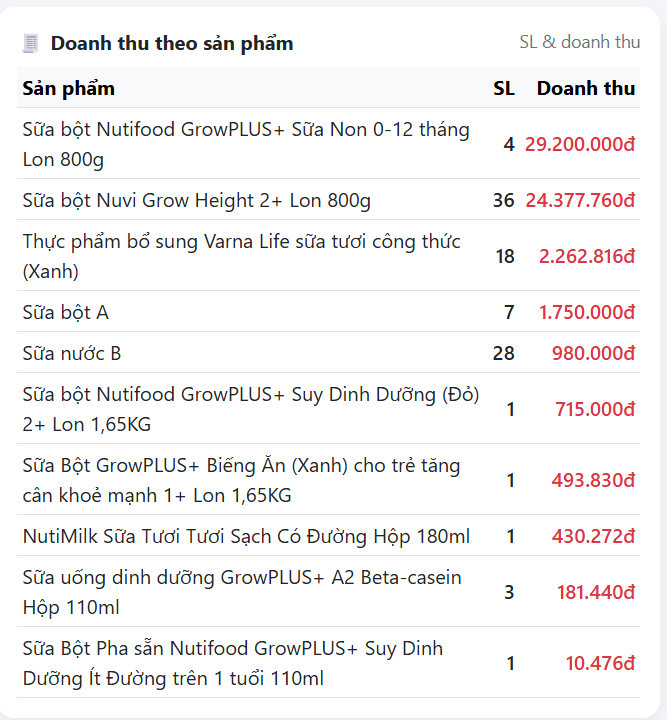 Doanh thu theo sản phẩm SL & doanh thu
Sản phẩm SL Doanh thu
Sữa bột Nutifood GrowPLUS+ Sữa Non 0-12 tháng
Lon 800g
4 29.200.000đ
Sữa bột Nuvi Grow Height 2+ Lon 800g 36 24.377.760đ
Thực phẩm bổ sung Varna Life sữa tươi công thức
(Xanh)
18 2.262.816đ
Sữa bột A 7 1.750.000đ
Sữa nước B 28 980.000đ
Sữa bột Nutifood GrowPLUS+ Suy Dinh Dưỡng (Đỏ)
2+ Lon 1,65KG
1 715.000đ
Sữa Bột GrowPLUS+ Biếng Ăn (Xanh) cho trẻ tăng
cân khoẻ mạnh 1+ Lon 1,65KG
1 493.830đ
NutiMilk Sữa Tươi Tươi Sạch Có Đường Hộp 180ml 1 430.272đ
Sữa uống dinh dưỡng GrowPLUS+ A2 Beta-casein
Hộp 110ml
3 181.440đ
Sữa Bột Pha sẵn Nutifood GrowPLUS+ Suy Dinh
Dưỡng Ít Đường trên 1 tuổi 110ml
1 10.476đ